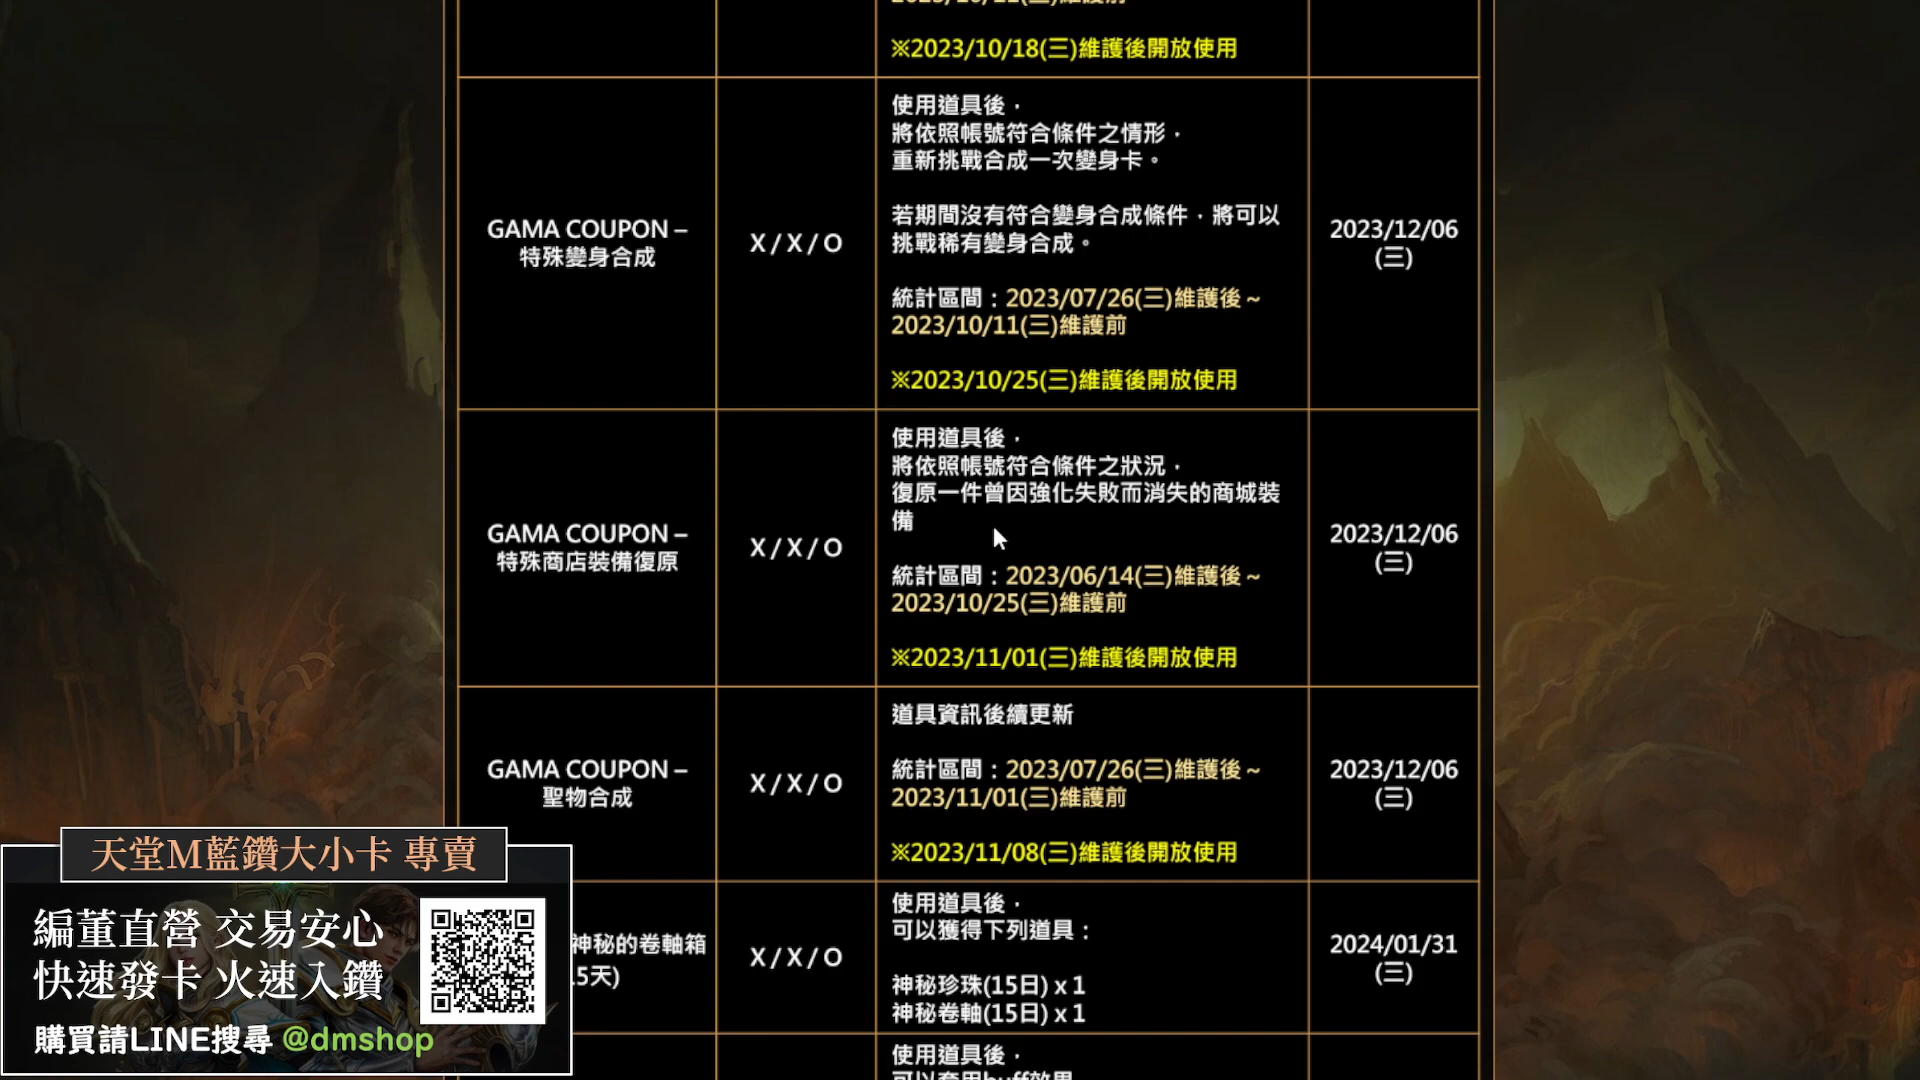 ※2023/10/18(三)維護後開放使用
GAMA COUPON –
特殊變身合成
X / X / O
使用道具後，
將依照帳號符合條件之情形，
重新挑戰合成一次變身卡。
若期間沒有符合變身合成條件，將可以
挑戰稀有變身合成。
統計區間：2023/07/26(三)維護後～
2023/10/11(三)維護前
※2023/10/25(三)維護後開放使用
2023/12/06
(三)
GAMA COUPON –
特殊商店裝備復原
X / X / O
使用道具後，
將依照帳號符合條件之狀況，
復原一件曾因強化失敗而消失的商城裝
備
統計區間：2023/06/14(三)維護後～
2023/10/25(三)維護前
※2023/11/01(三)維護後開放使用
2023/12/06
(三)
GAMA COUPON –
聖物合成
X / X / O
道具資訊後續更新
統計區間：2023/07/26(三)維護後～
2023/11/01(三)維護前
※2023/11/08(三)維護後開放使用
2023/12/06
(三)
神秘的卷軸箱
5天)
X / X / O
使用道具後，
可以獲得下列道具：
神秘珍珠(15日) x 1
神秘卷軸(15日) x 1
2024/01/31
(三)
使用道具後，
天堂M藍鑽大小卡 專賣
編董直營 交易安心
快速發卡 火速入鑽
購買請LINE搜尋 @dmshop